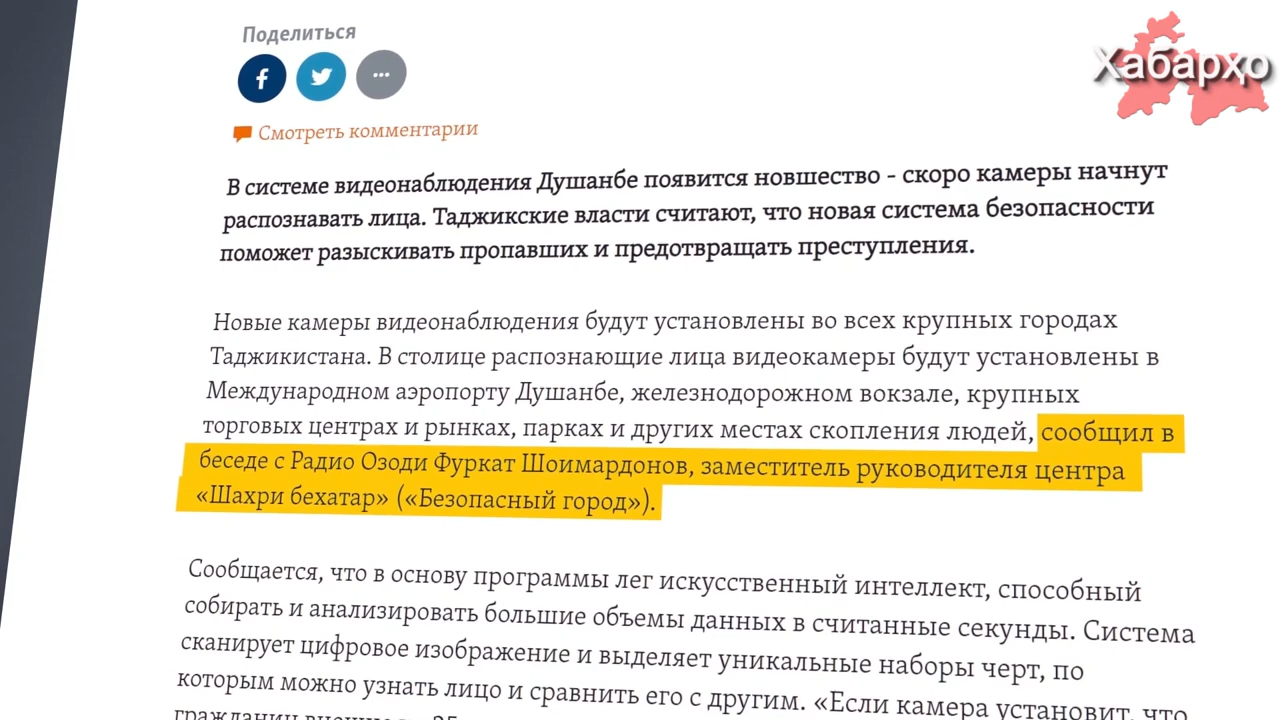 Поделиться
Хабарҳо
Смотреть комментарии
В системе видеонаблюдения Душанбе появится новшество - скоро камеры начнут
распознавать лица. Таджикские власти считают, что новая система безопасности
поможет разыскивать пропавших и предотвращать преступления.
Новые камеры видеонаблюдения будут установлены во всех крупных городах
Таджикистана. В столице распознающие лица видеокамеры будут установлены в
Международном аэропорту Душанбе, железнодорожном вокзале, крупных
торговых центрах и рынках, парках и других местах скопления людей, сообщил в
беседе с Радио Озоди Фуркат Шоимардонов, заместитель руководителя центра
«Шахри бехатар» («Безопасный город»).
Сообщается, что в основу программы лег искусственный интеллект, способный
собирать и анализировать большие объемы данных в считанные секунды. Система
сканирует цифровое изображение и выделяет уникальные наборы черт, по
которым можно узнать лицо и сравнить его с другим. «Если камера установит, что